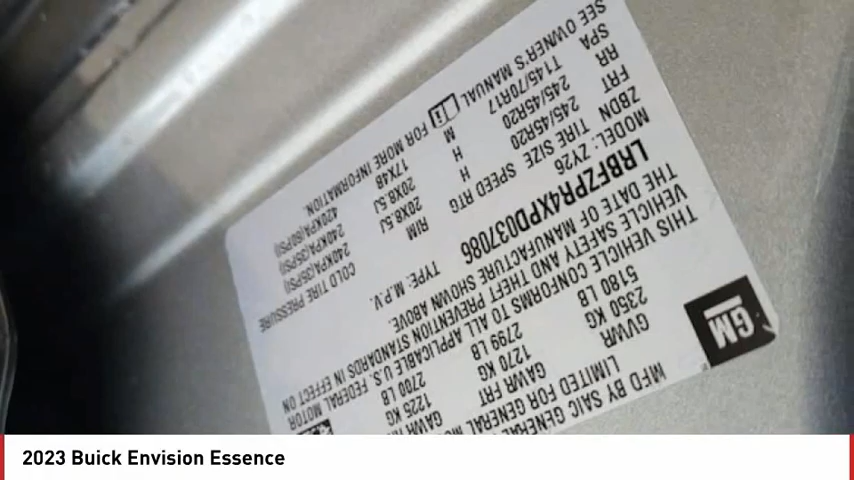 MFD BY SAIC GENERAL
LIMITED FOR GENERAL
GVWR GAWR FRT GAWR
2350 KG 1270 KG 1225 KG
5180 LB 2799 LB 2700 LB
THIS VEHICLE CONFORMS TO ALL APPLICABLE U.S. FEDERAL MOTOR
VEHICLE SAFETY AND THEFT PREVENTION STANDARDS IN EFFECT ON
THE DATE OF MANUFACTURE SHOWN ABOVE.
LRBFZPR4XPD037086 TYPE: M.P.V.
MODEL: ZV26
ZBDN TIRE SIZE SPEED RTG RIM COLD TIRE PRESSURE
FRT 245/45R20 H 20X8.5J 240KPA(35PSI)
RR 245/45R20 H 20X8.5J 240KPA(35PSI)
SPA T145/70R17 M 17X4B 420KPA(60PSI)
SEE OWNER'S MANUAL FOR MORE INFORMATION.
GM
2023 Buick Envision Essence